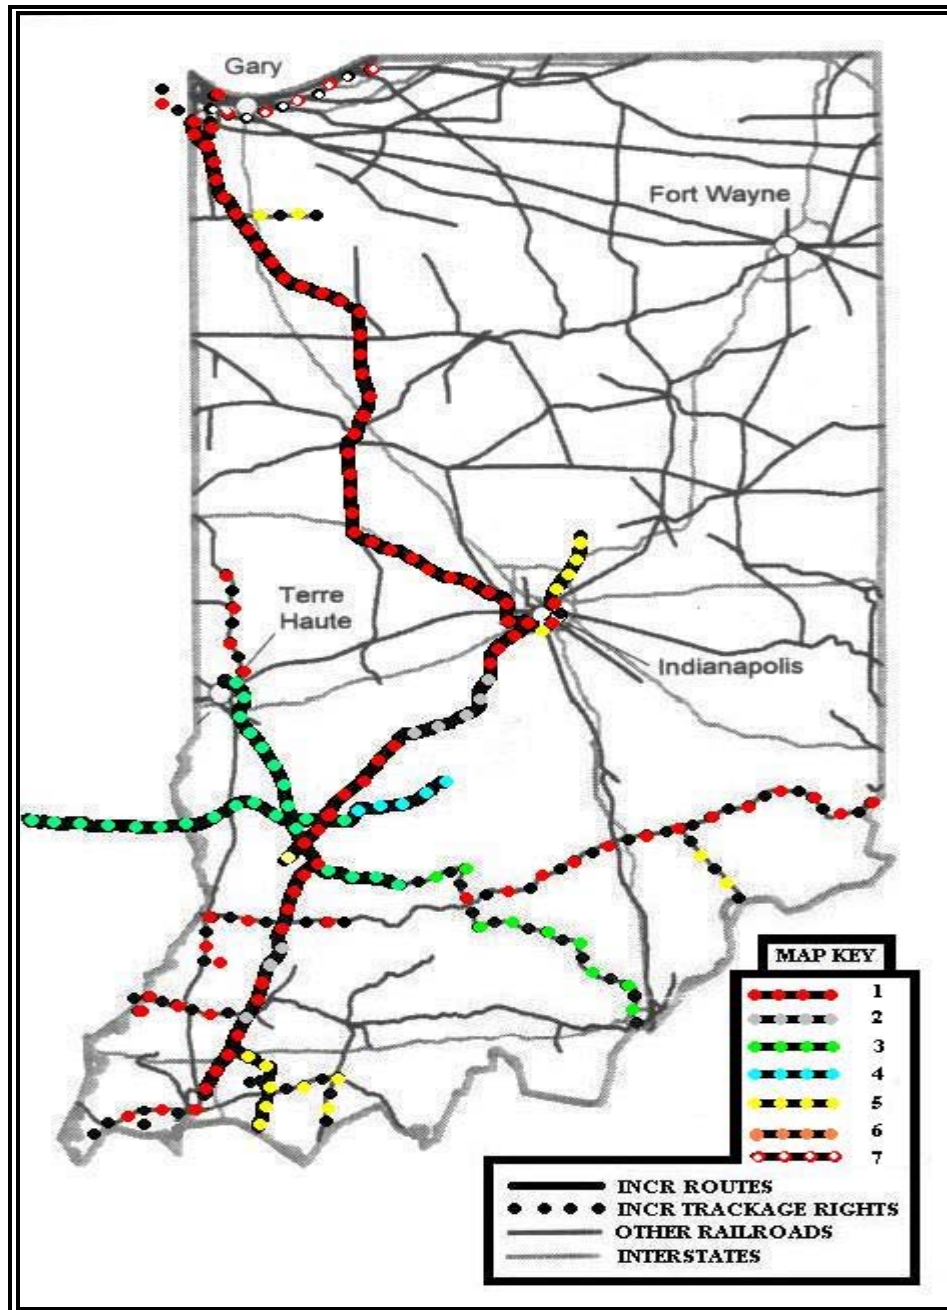 Gary
Fort Wayne
Terre
Haute
Indianapolis
MAP KEY
1
2
3
4
5
6
7
INCR ROUTES
INCR TRACKAGE RIGHTS
OTHER RAILROADS
INTERSTATES